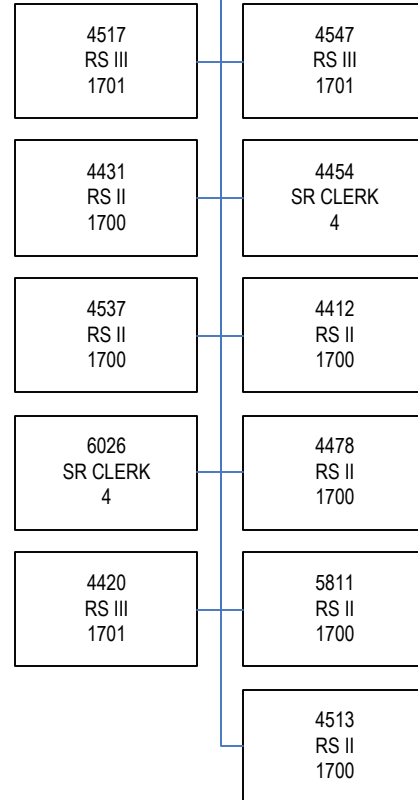 4517
RS III
1701
4547
RS III
1701
4431
RS II
1700
4454
SR CLERK
4
4537
RS II
1700
4412
RS II
1700
6026
SR CLERK
4
4478
RS II
1700
4420
RS III
1701
5811
RS II
1700
4513
RS II
1700